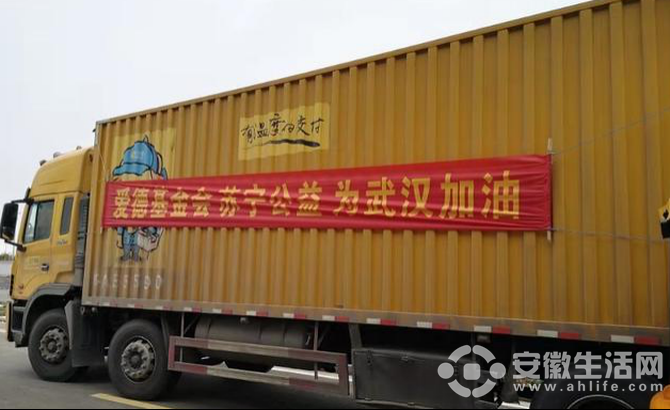 有温度的交付
爱德基金会 苏宁公益 为武汉加油
安徽生活网
www.ahlife.com